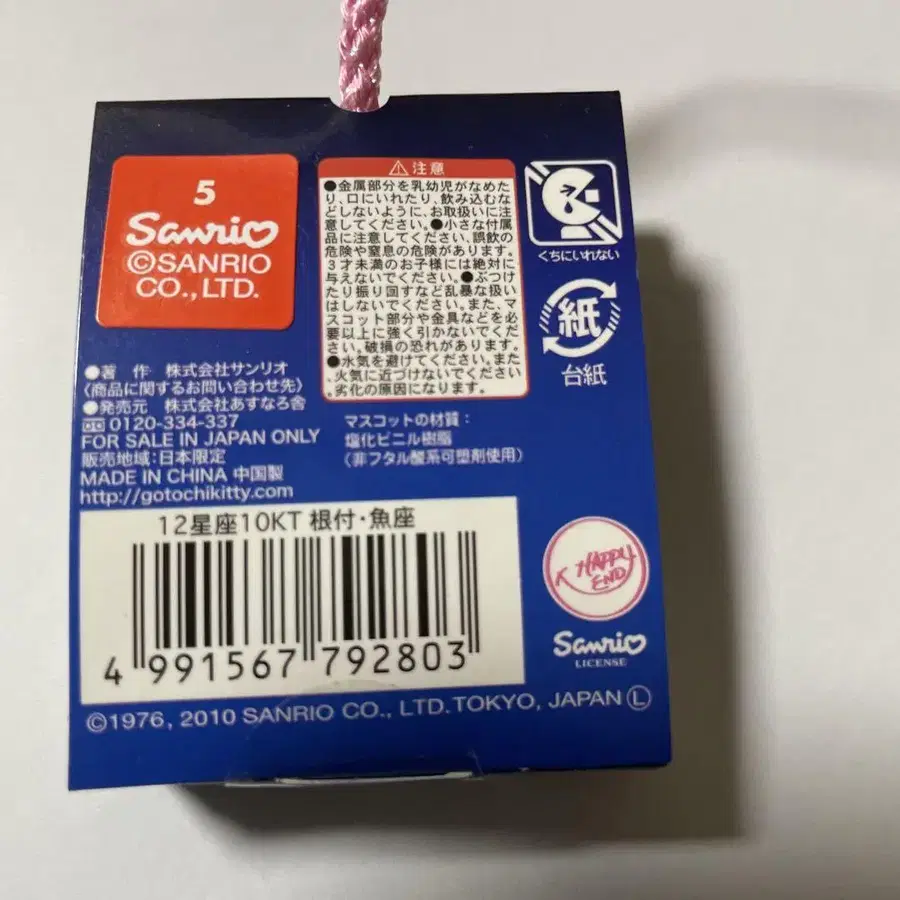 5
Sanrio
©SANRIO
CO.,LTD.
⚠注意
●金属部分を乳幼児がなめた
り、口にいれたり、飲み込むな
どしないように、お取扱いに注
意してください。●小さな付属
品に注意してください、誤飲の
危険や窒息の危険があります。
3才未満のお子様には絶対に
与えないでください。●ぶつけ
たり振り回すなど乱暴な扱い
はしないでください。また、マ
スコット部分や金具などを必
要以上に強く引かないでくだ
さい。破損の恐れがあります。
●水気を避けてください。また、
火気に近づけないでください。
劣化の原因になります。
くちにいれない
紙
台紙
●著 作 株式会社サンリオ
〈商品に関するお問い合わせ先〉
●発売元 株式会社あすなろ舎
0120-334-337
FOR SALE IN JAPAN ONLY
販売地域:日本限定
MADE IN CHINA 中国製
http://gotochikitty.com
マスコットの材質:
塩化ビニル樹脂
(非フタル酸系可塑剤使用)
12星座10KT 根付・魚座
4 991567 792803
HAPPY
END
Sanrio
LICENSE
©1976, 2010 SANRIO CO., LTD. TOKYO, JAPAN Ⓛ